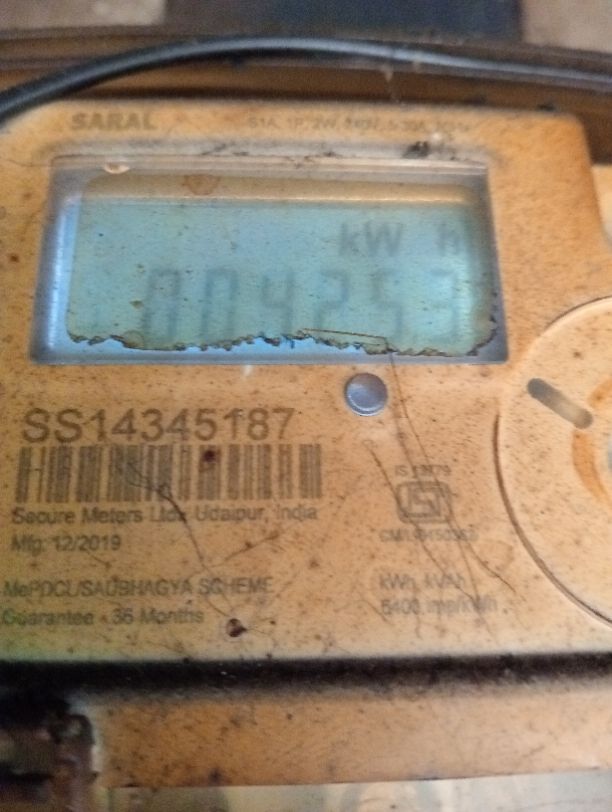 SARAL
kW h
004253
SS14345187
Secure Meters Ltd., Udaipur, India
Mfg. 12/2019
MePDCL/SAUBHAGYA SCHEME
Guarantee - 36 Months
kWh, kVAh
imp/kWh